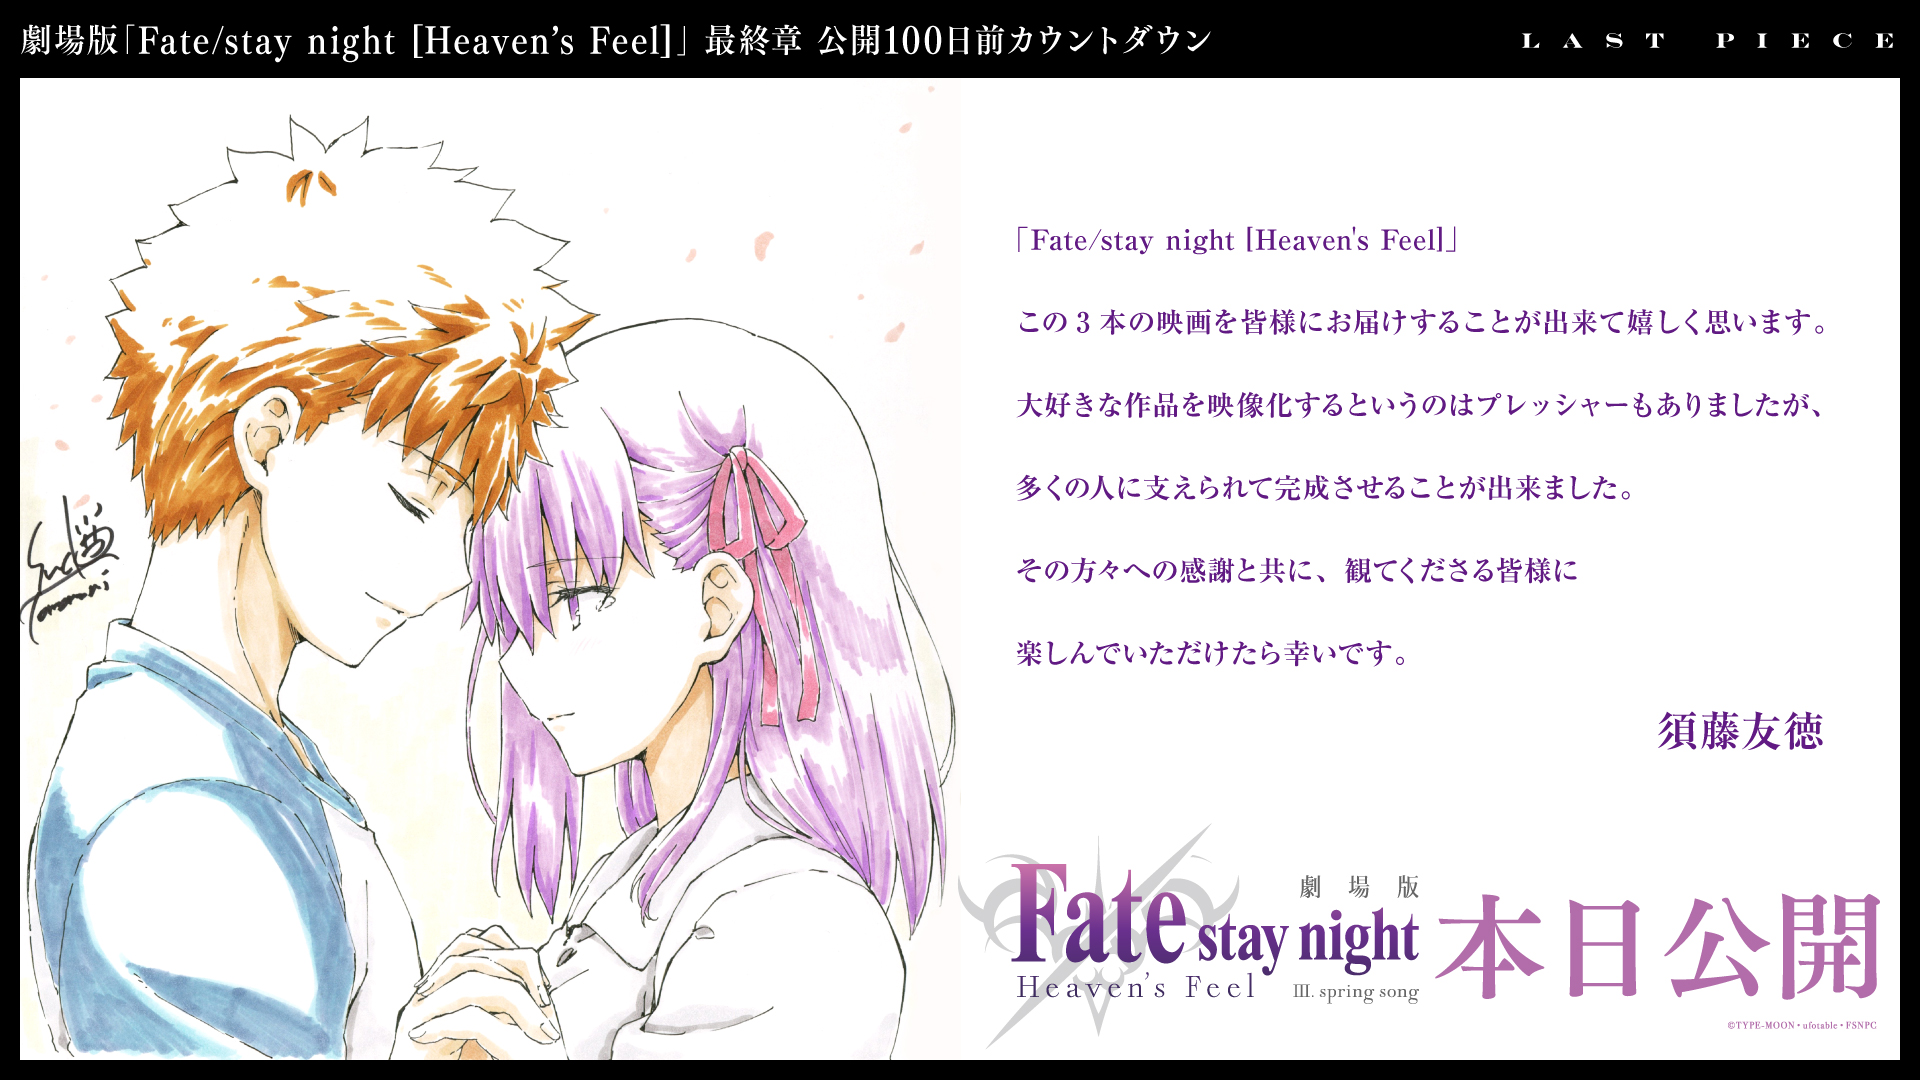 劇場版「Fate/stay night [Heaven’s Feel]」 最終章 公開100日前カウントダウン
LAST PIECE
「Fate/stay night [Heaven's Feel]」
この3本の映画を皆様にお届けすることが出来て嬉しく思います。
大好きな作品を映像化するというのはプレッシャーもありましたが、
多くの人に支えられて完成させることが出来ました。
その方々への感謝と共に、観てくださる皆様に
楽しんでいただけたら幸いです。
須藤友徳
劇場版
Fate stay night
Heaven's Feel III. spring song
本日公開
©TYPE-MOON・ufotable・FSNPC